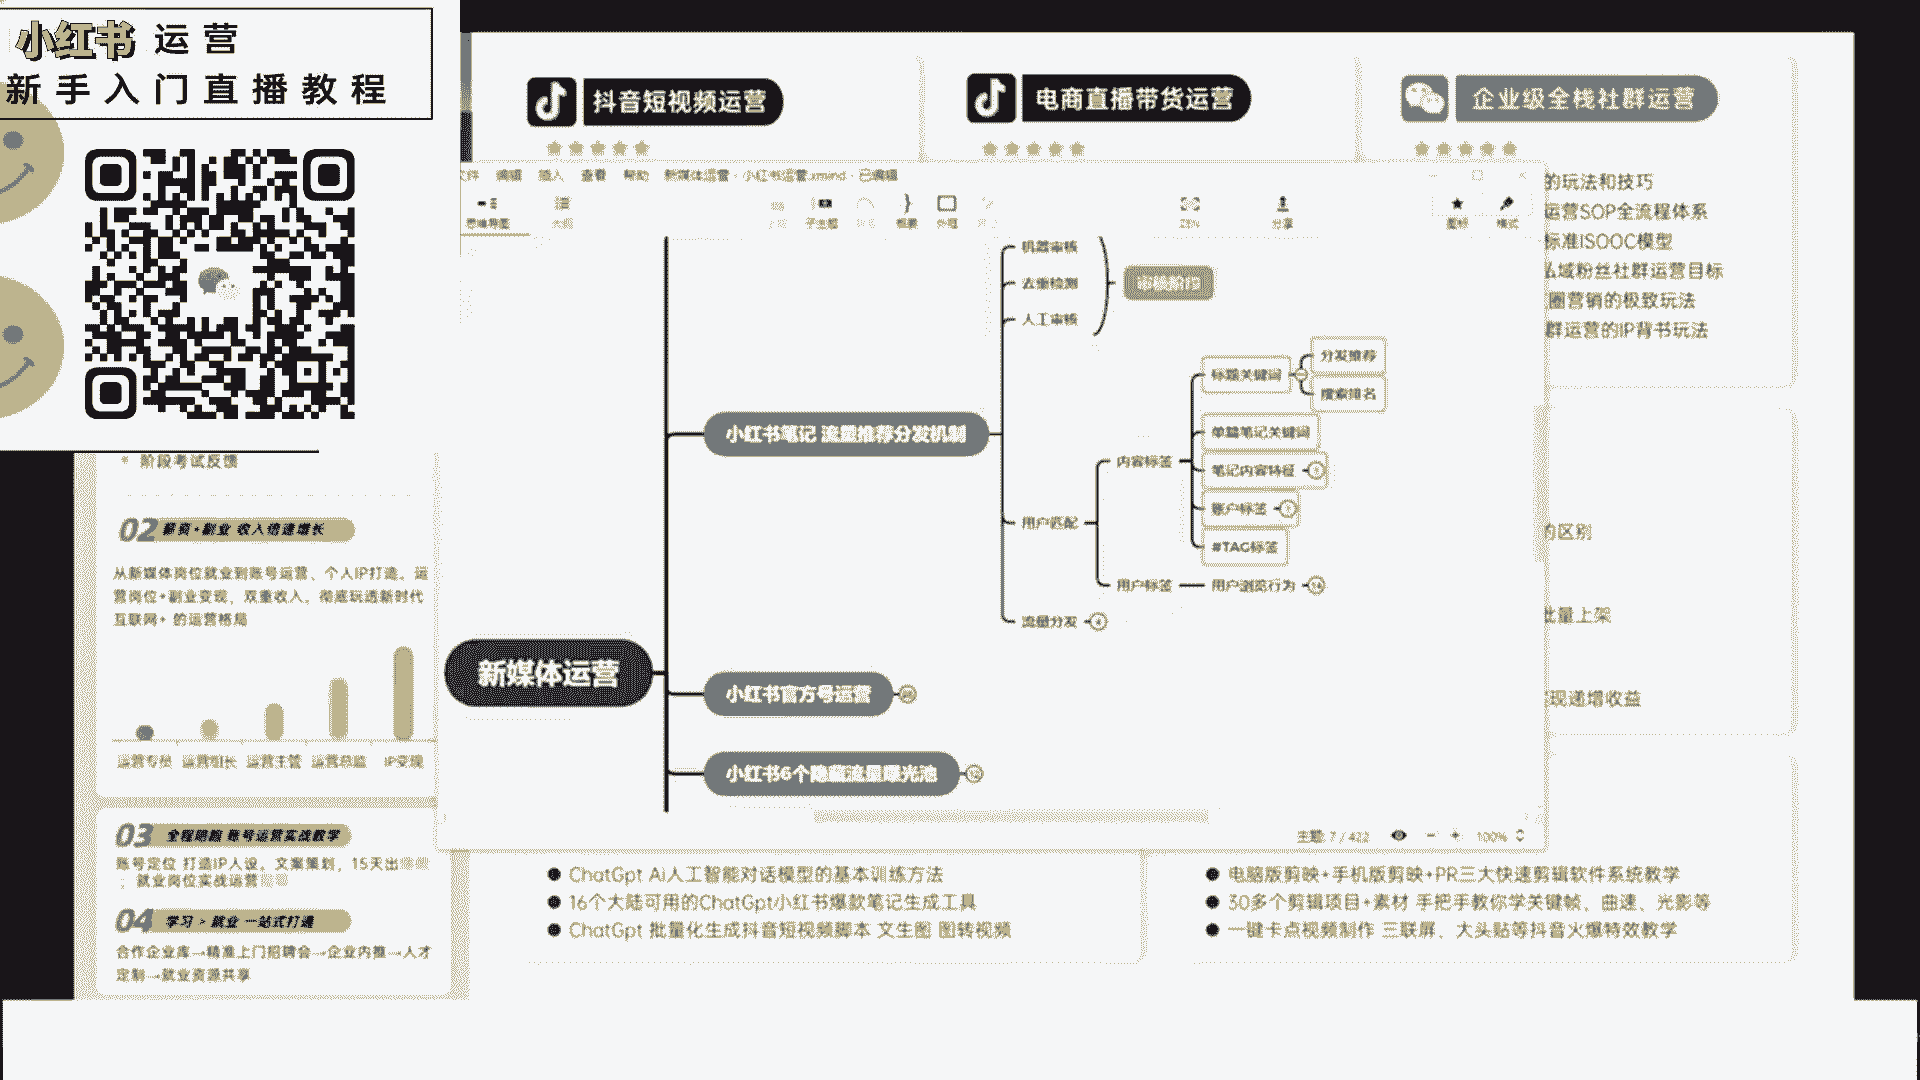 小红书 运营
新手入门直播教程
抖音短视频运营
电商直播带货运营
企业级全栈社群运营
文件 编辑 插入 查看 帮助 新媒体运营 - 小红书运营.xmind - 已编辑
思维导图 大纲 子主题 概要 外框 分享 图标 格式
的玩法和技巧
运营SOP全流程体系
标准ISOOC模型
私域粉丝社群运营目标
圈营销的极致玩法
群运营的IP背书玩法
机器审核
去重检测
人工审核
审核阶段
小红书笔记 流量推荐分发机制
用户匹配
内容标签
标题关键词
分发推荐
搜索排名
单篇笔记关键词
笔记内容特征
账户标签
#TAG标签
用户标签
用户浏览行为
流量分发
新媒体运营
小红书官方号运营
小红书6个隐藏流量曝光池
主题: 7 / 422
100%
的区别
批量上架
现递增收益
阶段考试反馈
02 薪资+副业 收入倍速增长
从新媒体岗位就业到账号运营、个人IP打造。运
营岗位+副业变现，双重收入，彻底玩透新时代
互联网+ 的运营格局
运营专员 运营组长 运营主管 运营总监 IP变现
03 全程陪跑 账号运营实战教学
账号定位 打造IP人设。文案策划，15天出
就业岗位实战运营
04 学习 > 就业 一站式打通
合作企业库→精准上门招聘会→企业内推→人才
定制→就业资源共享
ChatGpt Ai人工智能对话模型的基本训练方法
16个大陆可用的ChatGpt小红书爆款笔记生成工具
ChatGpt 批量化生成抖音短视频脚本 文生图 图转视频
电脑版剪映+手机版剪映+PR三大快速剪辑软件系统教学
30多个剪辑项目+素材 手把手教你学关键帧、曲速、光影等
一键卡点视频制作 三联屏、大头贴等抖音火爆特效教学